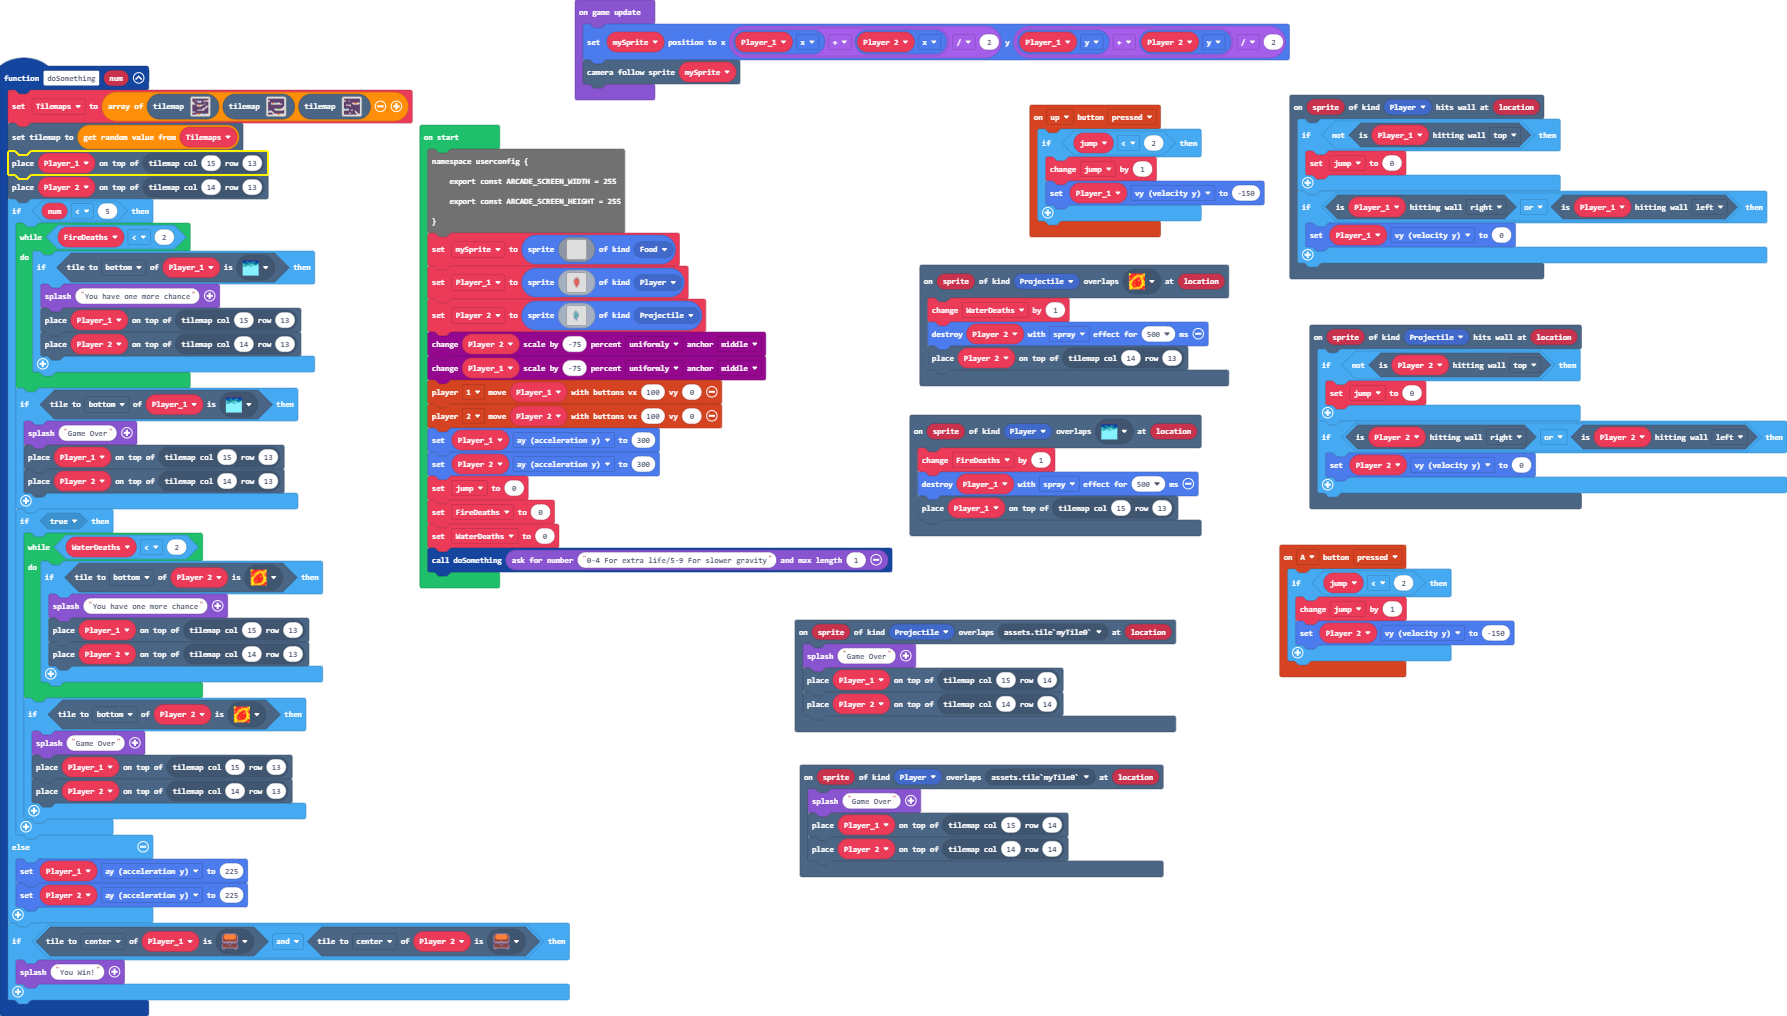 on game update
set mySprite position to x Player_1 x + Player 2 x / 2 y Player_1 y + Player 2 y / 2
camera follow sprite mySprite
function doSomething num
set Tilemaps to array of tilemap tilemap tilemap
set tilemap to get random value from Tilemaps
place Player_1 on top of tilemap col 15 row 13
place Player 2 on top of tilemap col 14 row 13
if num < 5 then
while FireDeaths < 2
do
if tile to bottom of Player_1 is then
splash "You have one more chance"
place Player_1 on top of tilemap col 15 row 13
place Player 2 on top of tilemap col 14 row 13
if tile to bottom of Player_1 is then
splash "Game Over"
place Player_1 on top of tilemap col 15 row 13
place Player 2 on top of tilemap col 14 row 13
if true then
while WaterDeaths < 2
do
if tile to bottom of Player 2 is then
splash "You have one more chance"
place Player_1 on top of tilemap col 15 row 13
place Player 2 on top of tilemap col 14 row 13
if tile to bottom of Player 2 is then
splash "Game Over"
place Player_1 on top of tilemap col 15 row 13
place Player 2 on top of tilemap col 14 row 13
else
set Player_1 ay (acceleration y) to 225
set Player 2 ay (acceleration y) to 225
if tile to center of Player_1 is and tile to center of Player 2 is then
splash "You Win!"
on start
namespace userconfig {
export const ARCADE_SCREEN_WIDTH = 255
export const ARCADE_SCREEN_HEIGHT = 255
}
set mySprite to sprite of kind Food
set Player_1 to sprite of kind Player
set Player 2 to sprite of kind Projectile
change Player 2 scale by -75 percent uniformly anchor middle
change Player_1 scale by -75 percent uniformly anchor middle
player 1 move Player_1 with buttons vx 100 vy 0
player 2 move Player 2 with buttons vx 100 vy 0
set Player_1 ay (acceleration y) to 300
set Player 2 ay (acceleration y) to 300
set jump to 0
set FireDeaths to 0
set WaterDeaths to 0
call doSomething ask for number "0-4 For extra life/5-9 For slower gravity" and max length 1
on up button pressed
if jump < 2 then
change jump by 1
set Player_1 vy (velocity y) to -150
on sprite of kind Projectile overlaps at location
change WaterDeaths by 1
destroy Player 2 with spray effect for 500 ms
place Player 2 on top of tilemap col 14 row 13
on sprite of kind Player overlaps at location
change FireDeaths by 1
destroy Player_1 with spray effect for 500 ms
place Player_1 on top of tilemap col 15 row 13
on sprite of kind Projectile overlaps assets.tile`myTile0` at location
splash "Game Over"
place Player_1 on top of tilemap col 15 row 14
place Player 2 on top of tilemap col 14 row 14
on sprite of kind Player overlaps assets.tile`myTile0` at location
splash "Game Over"
place Player_1 on top of tilemap col 15 row 14
place Player 2 on top of tilemap col 14 row 14
on sprite of kind Player hits wall at location
if not is Player_1 hitting wall top then
set jump to 0
if is Player_1 hitting wall right or is Player_1 hitting wall left then
set Player_1 vy (velocity y) to 0
on sprite of kind Projectile hits wall at location
if not is Player 2 hitting wall top then
set jump to 0
if is Player 2 hitting wall right or is Player 2 hitting wall left then
set Player 2 vy (velocity y) to 0
on A button pressed
if jump < 2 then
change jump by 1
set Player 2 vy (velocity y) to -150